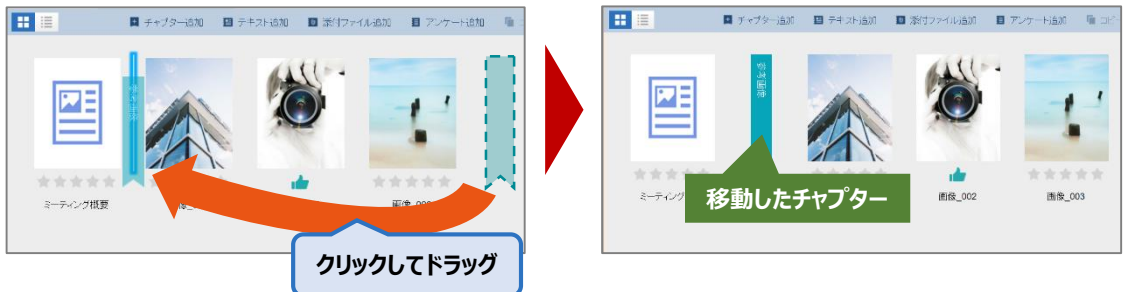 チャプター追加 テキスト追加 添付ファイル追加 アンケート追加
ミーティング概要
クリックしてドラッグ
チャプター追加 テキスト追加 添付ファイル追加 アンケート追加
参考画像
ミーティング
移動したチャプター
画像_002
画像_003